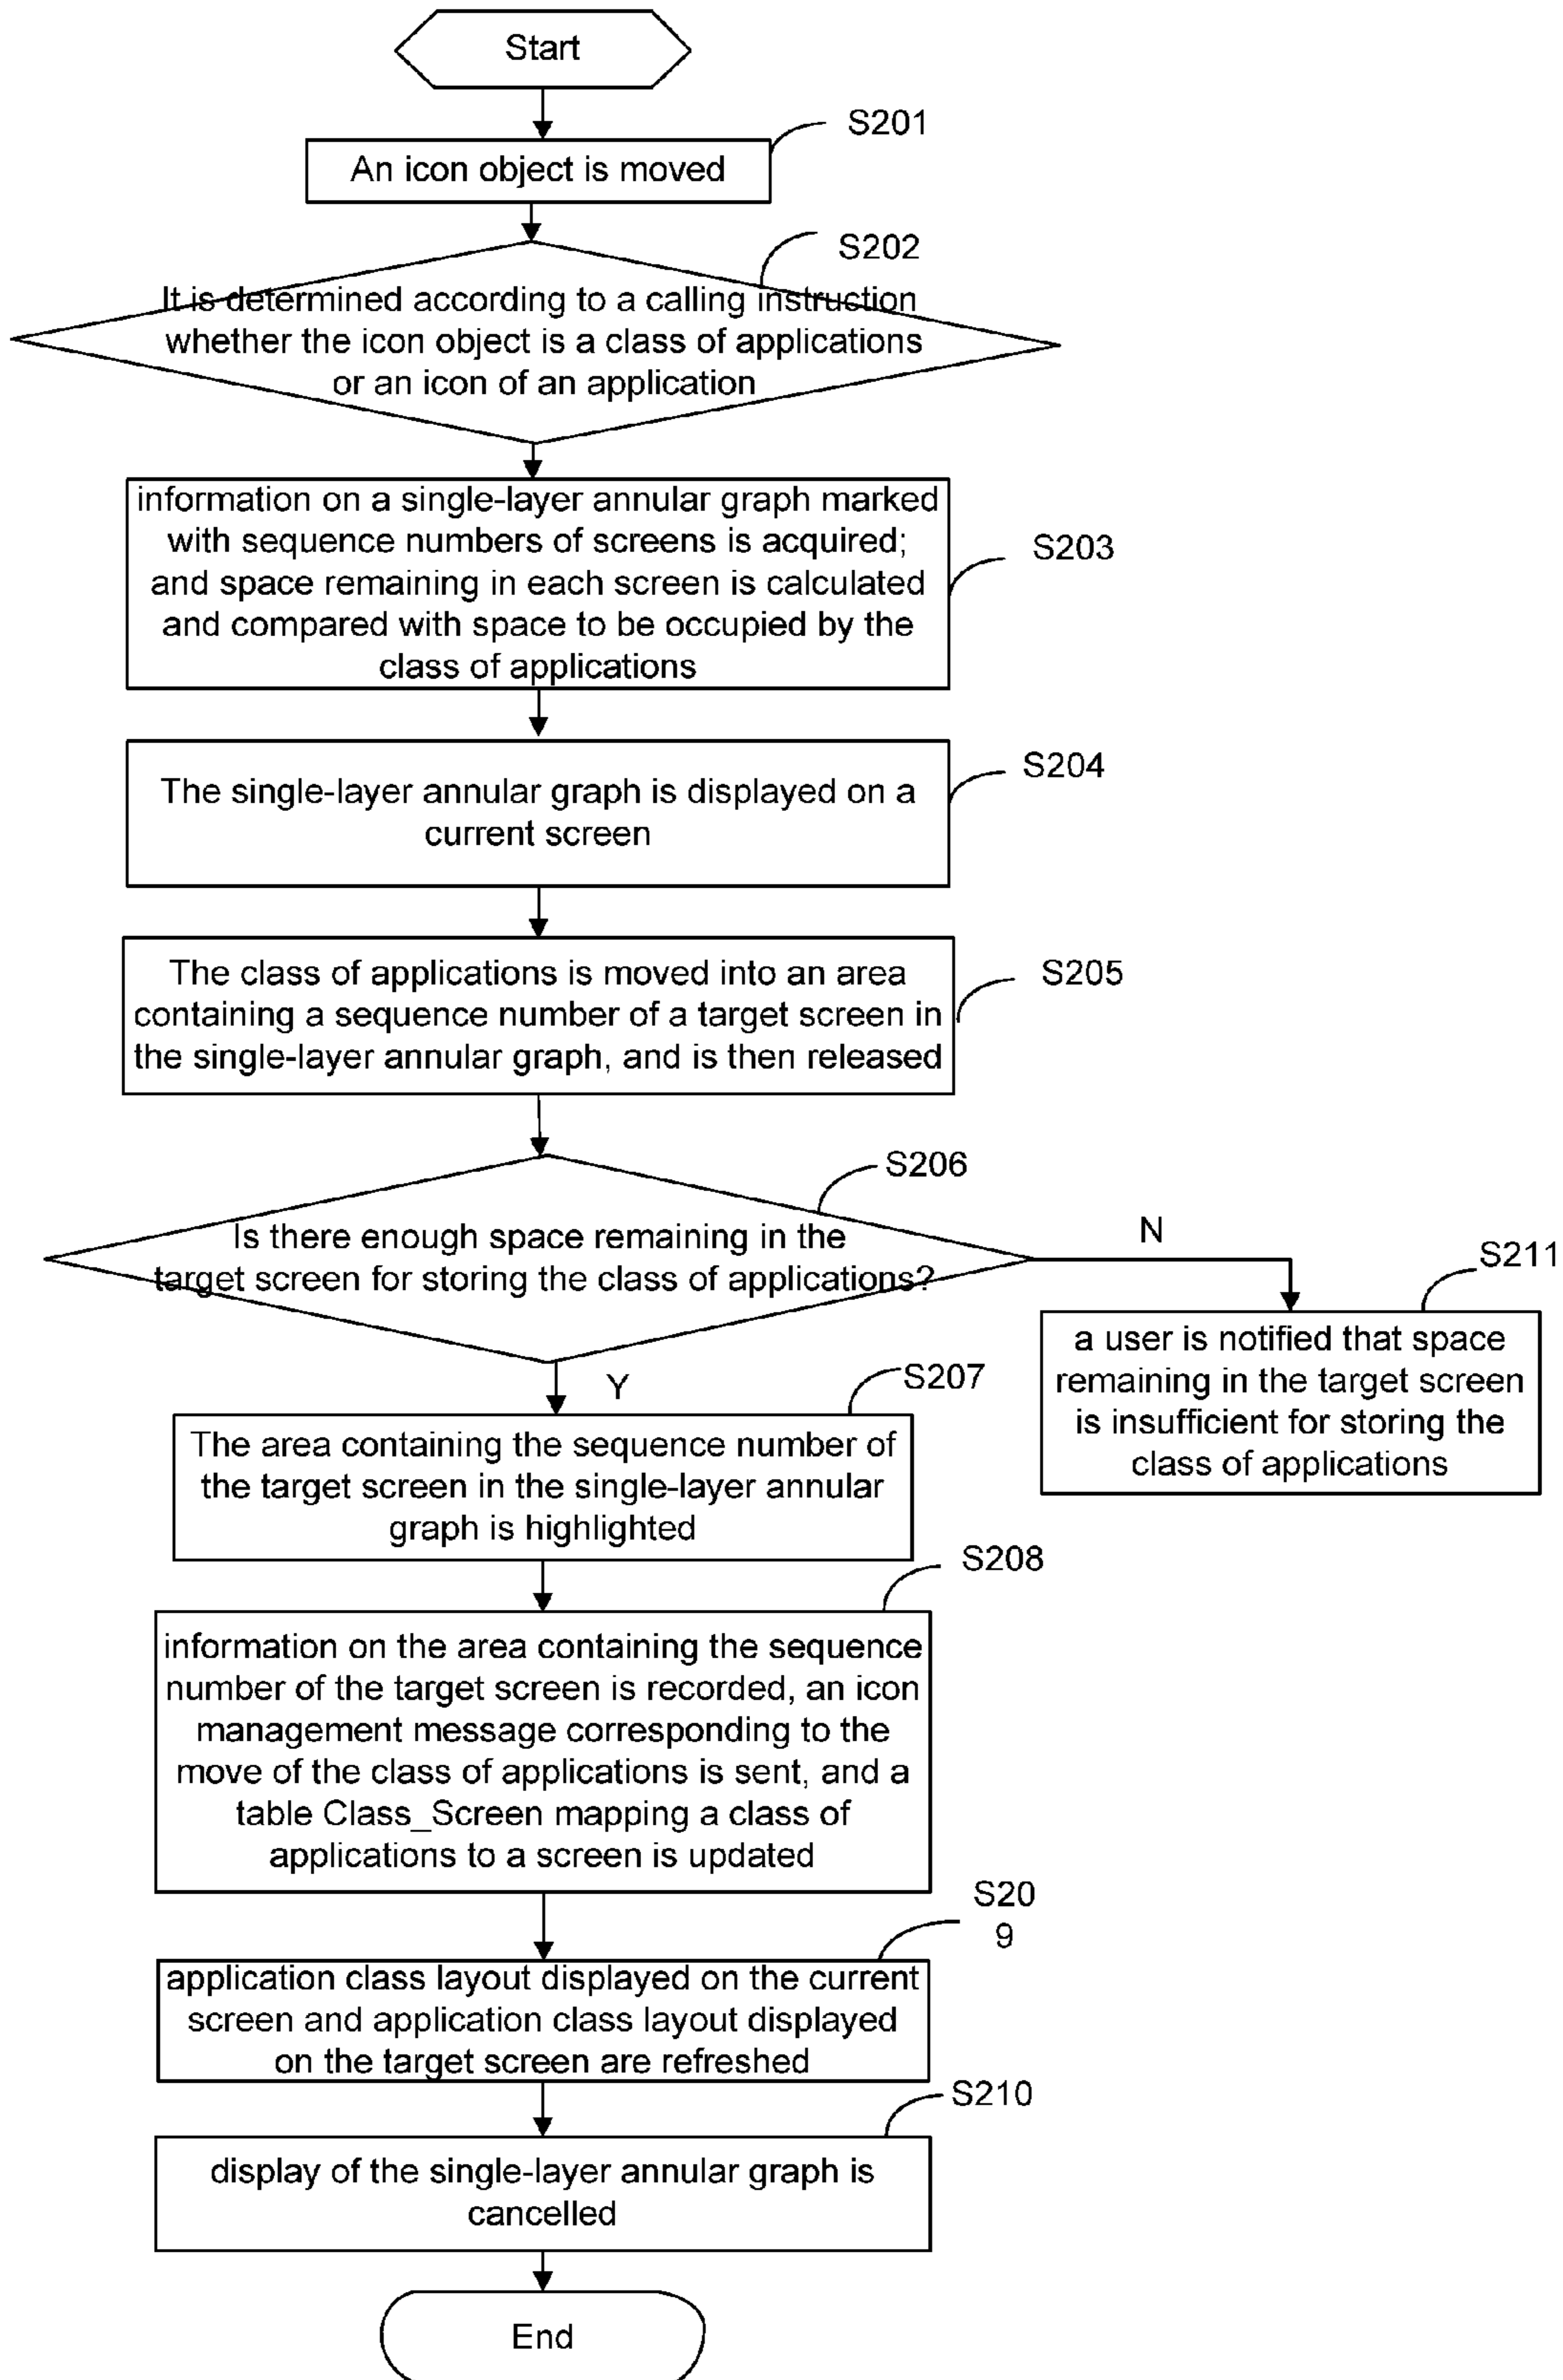 Start
S201
An icon object is moved
S202
It is determined according to a calling instruction
whether the icon object is a class of applications
or an icon of an application
information on a single-layer annular graph marked
with sequence numbers of screens is acquired;
and space remaining in each screen is calculated
and compared with space to be occupied by the
class of applications
S203
The single-layer annular graph is displayed on a
current screen
S204
The class of applications is moved into an area
containing a sequence number of a target screen in
the single-layer annular graph, and is then released
S205
S206
Is there enough space remaining in the
target screen for storing the class of applications?
N
S211
a user is notified that space
remaining in the target screen
is insufficient for storing the
class of applications
Y
S207
The area containing the sequence number of
the target screen in the single-layer annular
graph is highlighted
S208
information on the area containing the sequence
number of the target screen is recorded, an icon
management message corresponding to the
move of the class of applications is sent, and a
table Class_Screen mapping a class of
applications to a screen is updated
S20
9
application class layout displayed on the current
screen and application class layout displayed
on the target screen are refreshed
S210
display of the single-layer annular graph is
cancelled
End